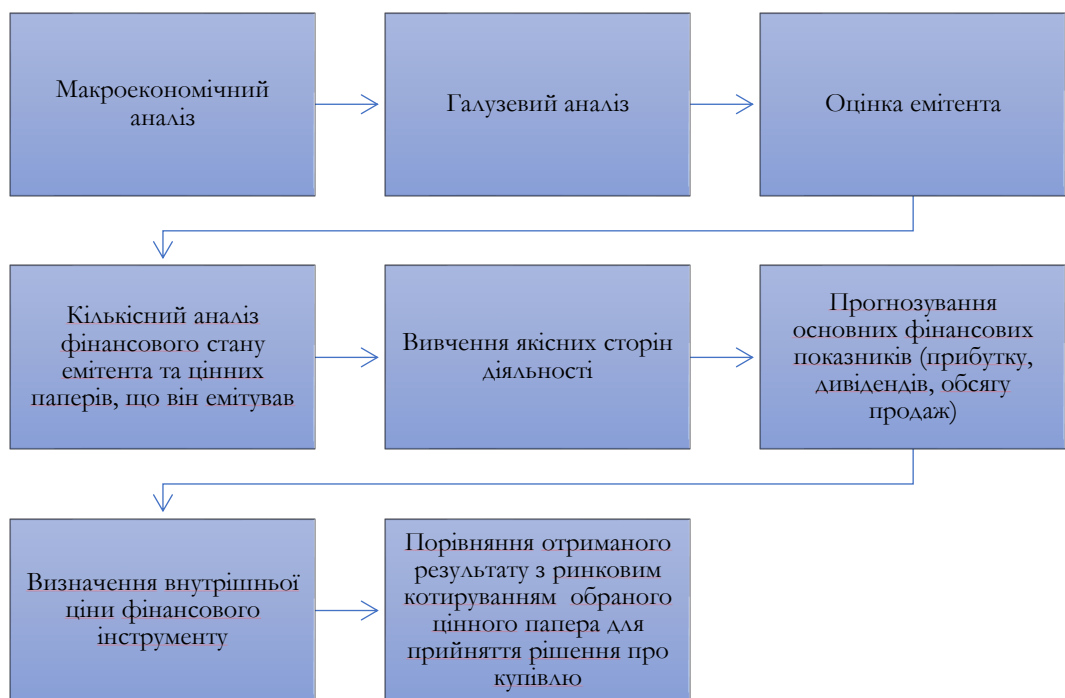 Макроекономічний
аналіз
Галузевий аналіз
Оцінка емітента
Кількісний аналіз
фінансового стану
емітента та цінних
паперів, що він емітував
Вивчення якісних сторін
діяльності
Прогнозування
основних фінансових
показників (прибутку,
дивідендів, обсягу
продаж)
Визначення внутрішньої
ціни фінансового
інструменту
Порівняння отриманого
результату з ринковим
котируванням обраного
цінного папера для
прийняття рішення про
купівлю